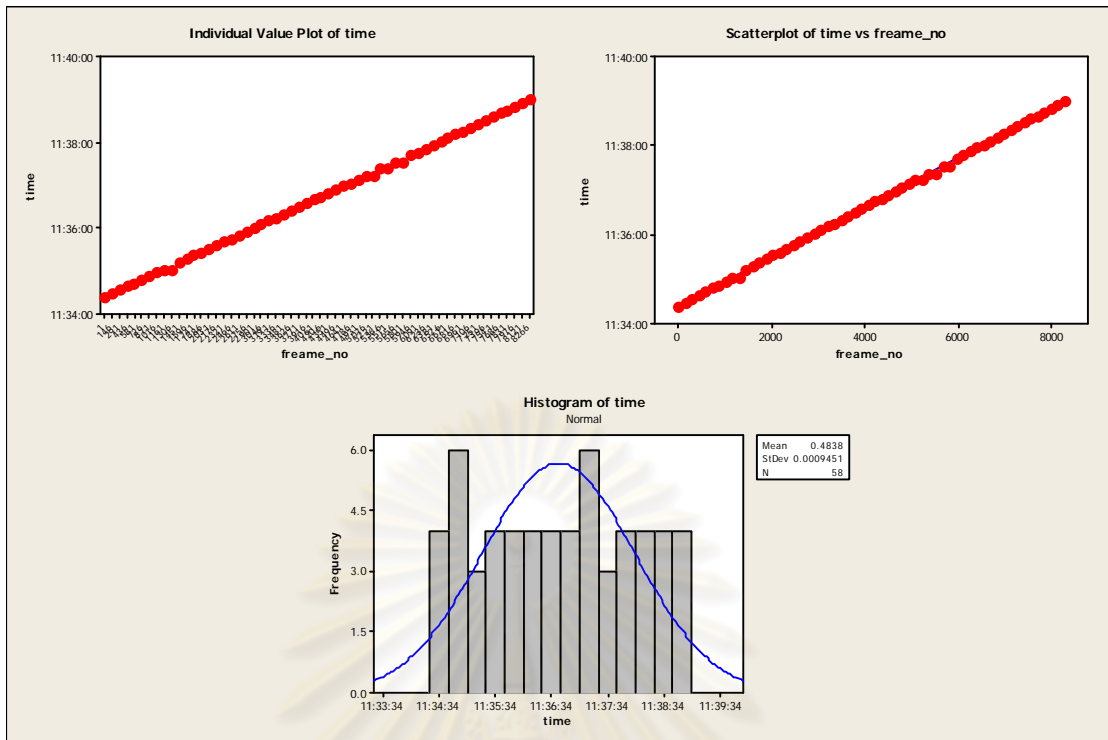 Individual Value Plot of time
11:40:00
11:38:00
11:36:00
11:34:00
time
freame_no
Scatterplot of time vs freame_no
11:40:00
11:38:00
11:36:00
11:34:00
time
0 2000 4000 6000 8000
freame_no
Histogram of time
Normal
6.0
4.5
3.0
1.5
0.0
Frequency
11:33:34 11:34:34 11:35:34 11:36:34 11:37:34 11:38:34 11:39:34
time
Mean 0.4838
StDev 0.0009451
N 58